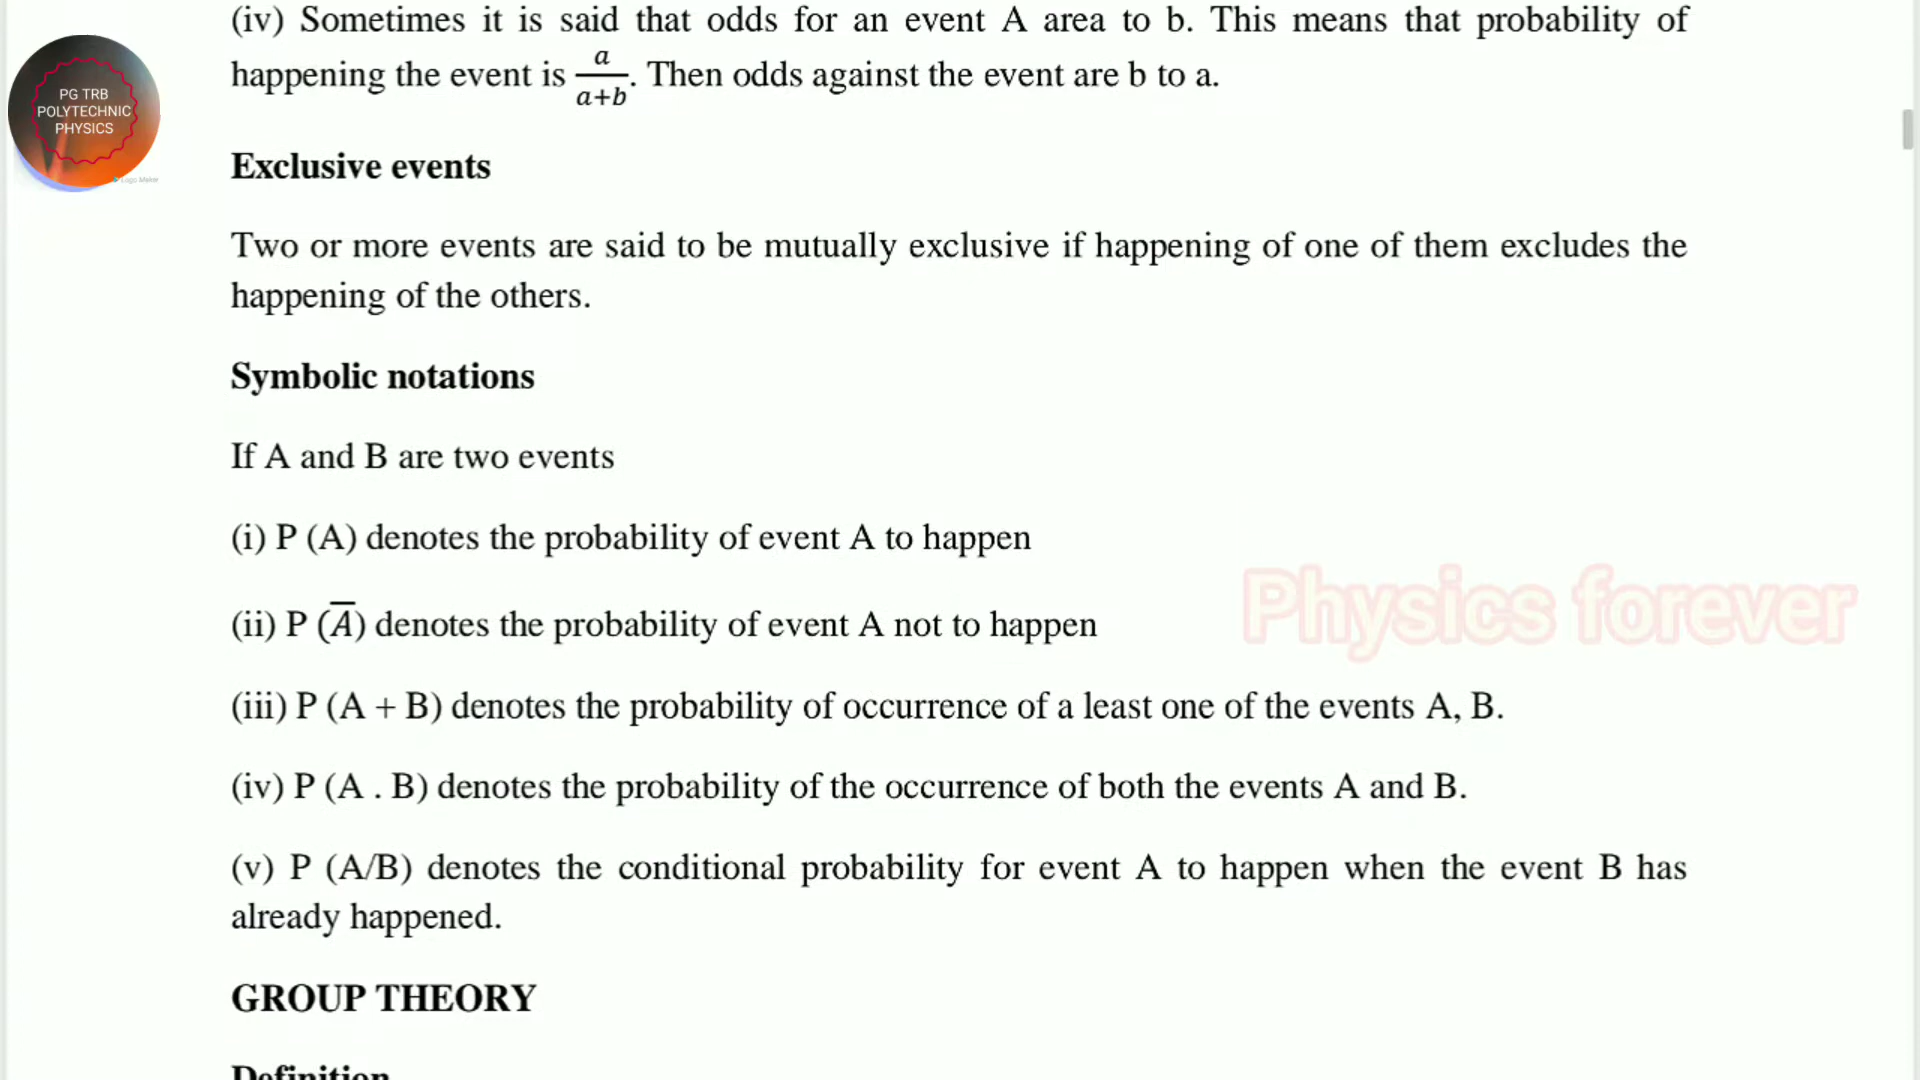 (iv) Sometimes it is said that odds for an event A area to b. This means that probability of
happening the event is a/a+b. Then odds against the event are b to a.
PG TRB
POLYTECHNIC
PHYSICS
Logo Maker
Exclusive events
Two or more events are said to be mutually exclusive if happening of one of them excludes the
happening of the others.
Symbolic notations
If A and B are two events
(i) P (A) denotes the probability of event A to happen
(ii) P (A̅) denotes the probability of event A not to happen
Physics forever
(iii) P (A + B) denotes the probability of occurrence of a least one of the events A, B.
(iv) P (A . B) denotes the probability of the occurrence of both the events A and B.
(v) P (A/B) denotes the conditional probability for event A to happen when the event B has
already happened.
GROUP THEORY
Definition